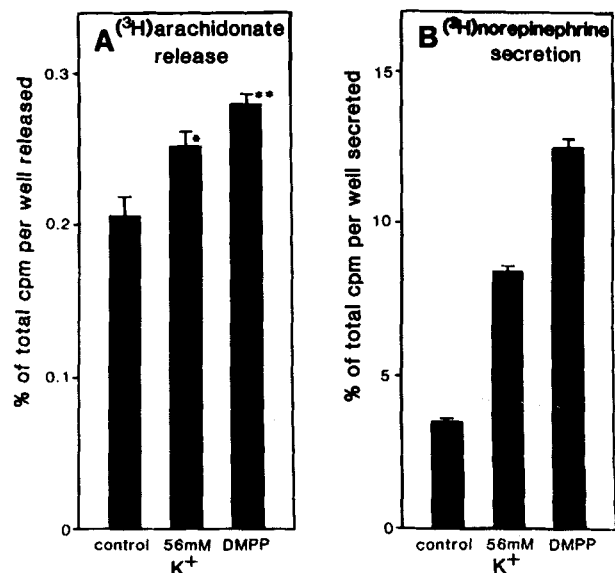 A (³H)arachidonate
release
% of total cpm per well released
0.3
0.2
0.1
0
control 56mM DMPP
K+
* **
B (³H)norepinephrine
secretion
% of total cpm per well secreted
15
10
5
0
control 56mM DMPP
K+